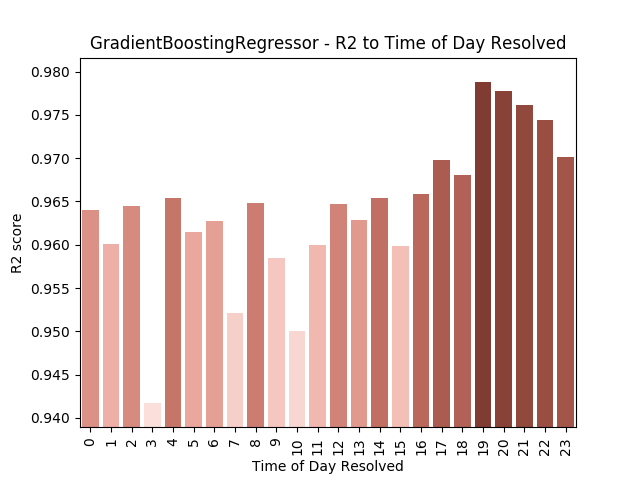 GradientBoostingRegressor - R2 to Time of Day Resolved
0.980
0.975
0.970
0.965
0.960
0.955
0.950
0.945
0.940
R2 score
0 1 2 3 4 5 6 7 8 9 10 11 12 13 14 15 16 17 18 19 20 21 22 23
Time of Day Resolved